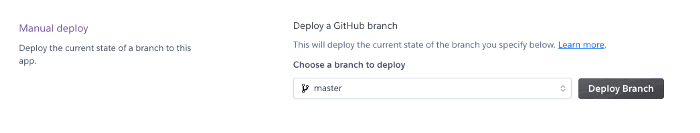 Manual deploy
Deploy the current state of a branch to this
app.
Deploy a GitHub branch
This will deploy the current state of the branch you specify below. Learn more.
Choose a branch to deploy
master
Deploy Branch